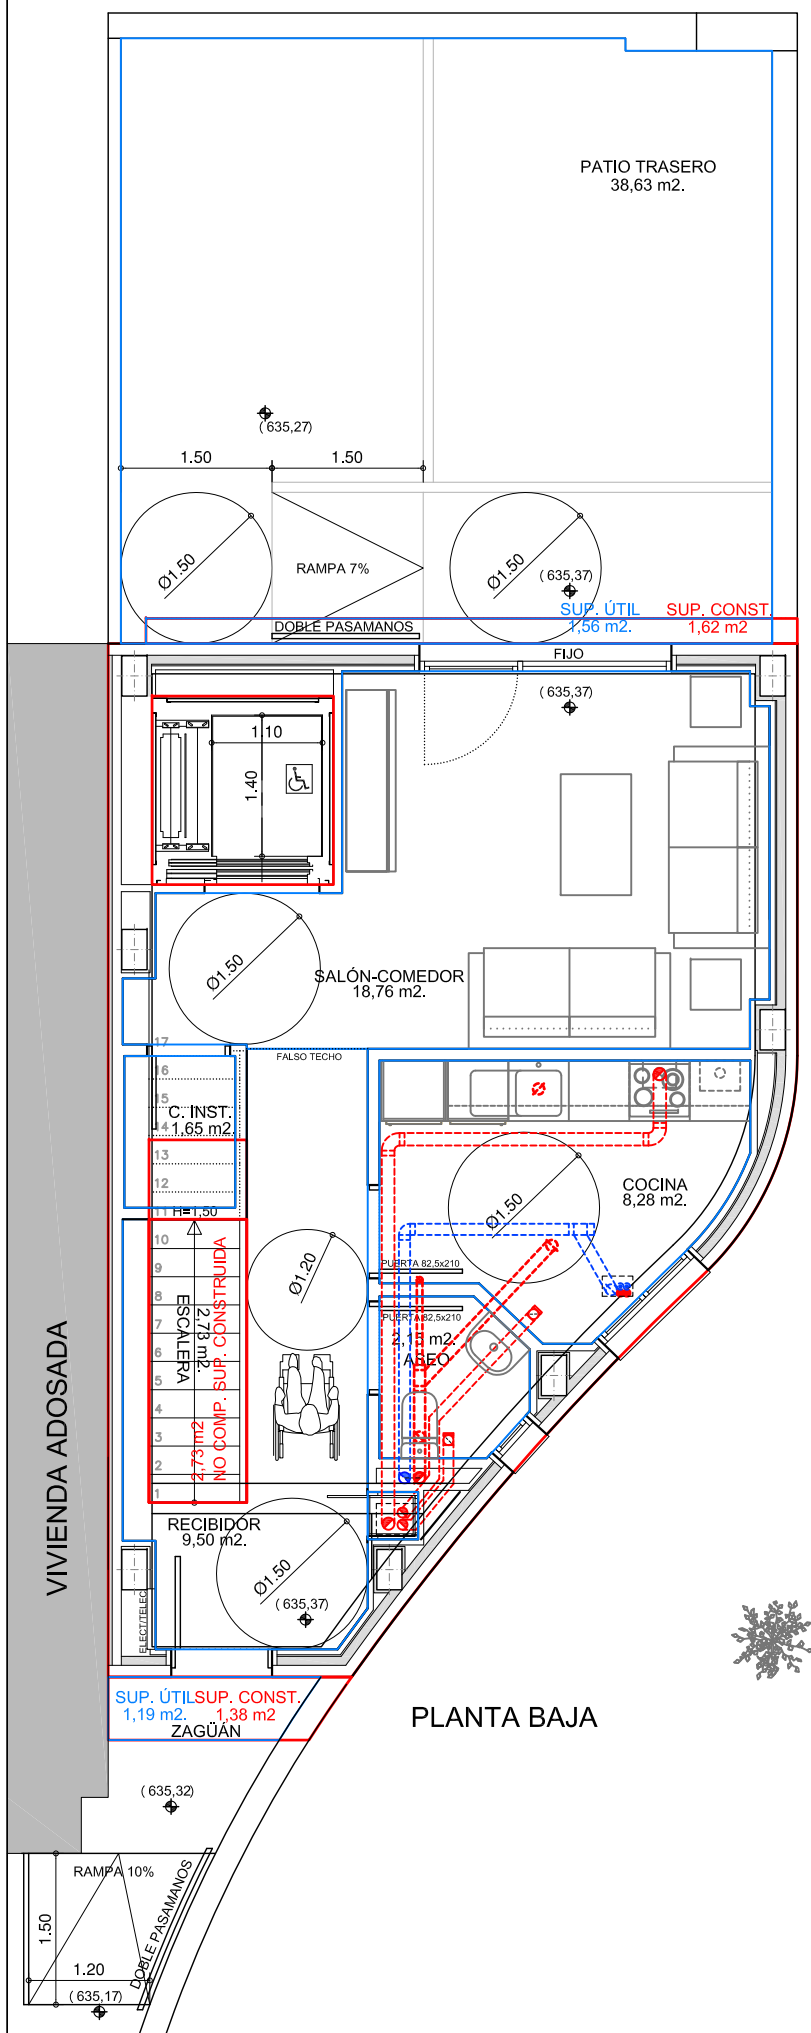 PATIO TRASERO
38,63 m2.
( 635,27)
1.50
1.50
Ø1.50
RAMPA 7%
Ø1.50
( 635,37)
SUP. ÚTIL
1,56 m2.
SUP. CONST.
1,62 m2
DOBLE PASAMANOS
FIJO
( 635,37)
1.10
1.40
Ø1.50
SALÓN-COMEDOR
18,76 m2.
FALSO TECHO
17
16
15
C. INST.
1,65 m2.
14
13
12
11
H=1,50
COCINA
8,28 m2.
Ø1.50
10
9
8
7
6
5
4
3
2
1
ESCALERA
2,73 m2.
NO COMP. SUP. CONSTRUIDA
2,73 m2
Ø1.20
PUERTA 82,5x210
PUERTA 82,5x210
2,15 m2.
ASEO
VIVIENDA ADOSADA
RECIBIDOR
9,50 m2.
Ø1.50
( 635,37)
ELECT/TELEC
SUP. ÚTIL
1,19 m2.
SUP. CONST.
1,38 m2
ZAGÜÁN
PLANTA BAJA
( 635,32)
RAMPA 10%
DOBLE PASAMANOS
1.50
1.20
( 635,17)